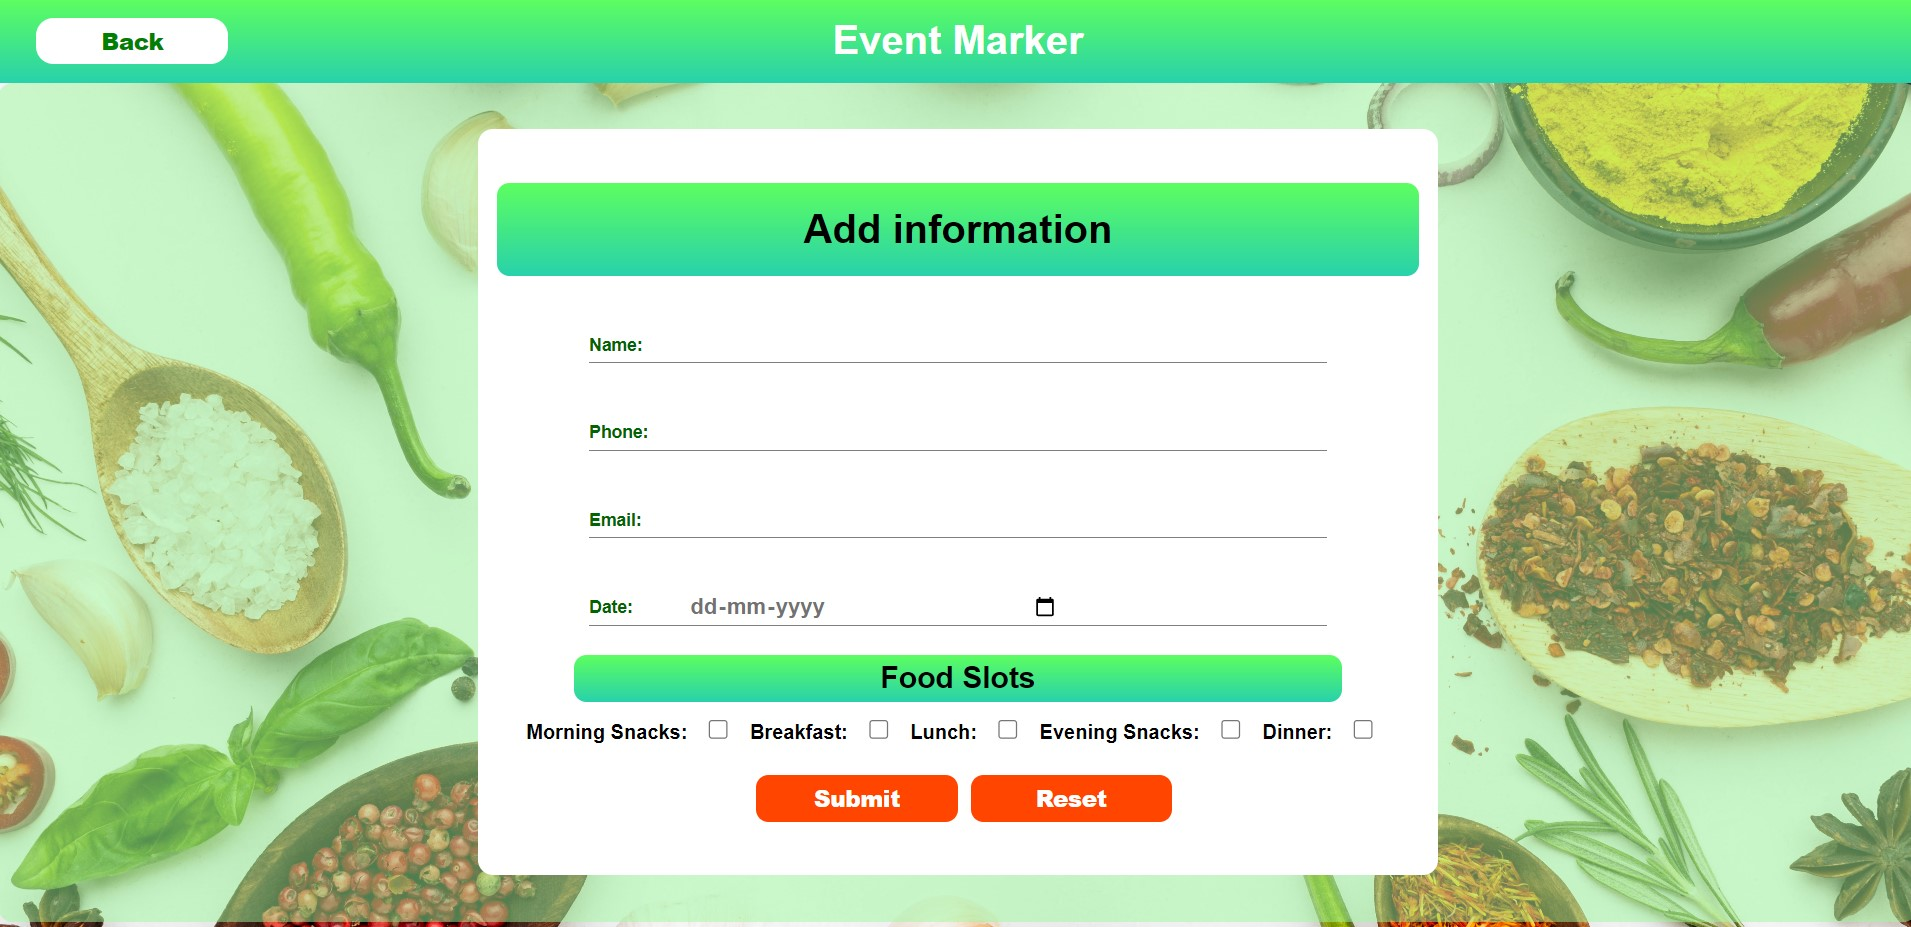 Back
Event Marker
Add information
Name:
Phone:
Email:
Date: dd-mm-yyyy
Food Slots
Morning Snacks: Breakfast: Lunch: Evening Snacks: Dinner:
Submit Reset